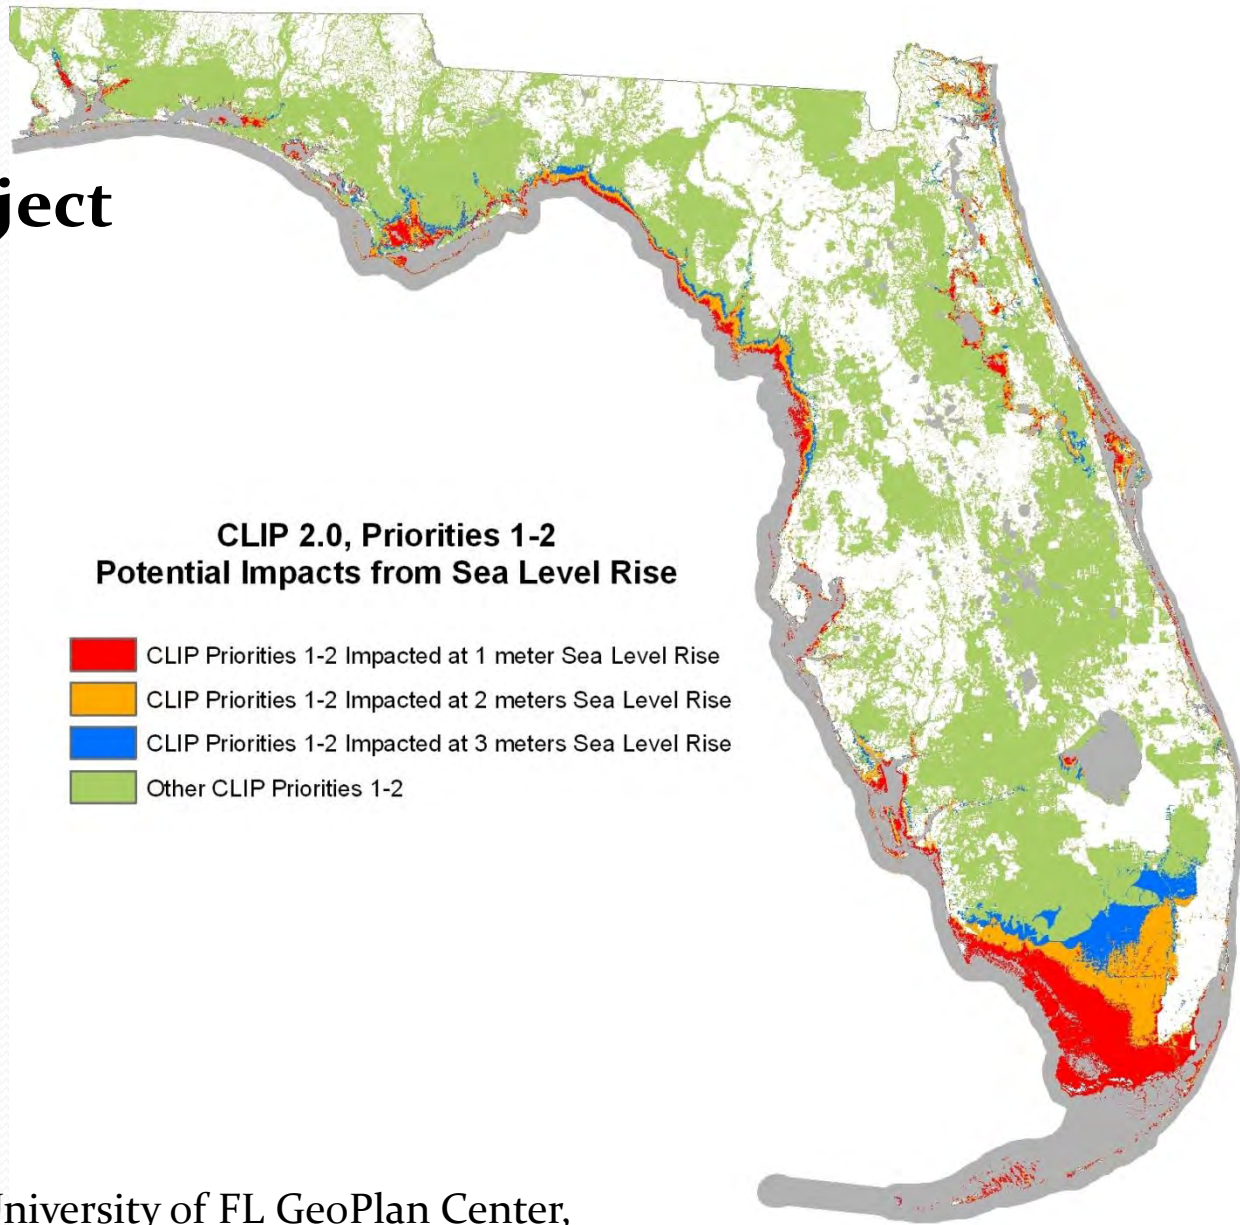 ject
CLIP 2.0, Priorities 1-2
Potential Impacts from Sea Level Rise
CLIP Priorities 1-2 Impacted at 1 meter Sea Level Rise
CLIP Priorities 1-2 Impacted at 2 meters Sea Level Rise
CLIP Priorities 1-2 Impacted at 3 meters Sea Level Rise
Other CLIP Priorities 1-2
University of FL GeoPlan Center,